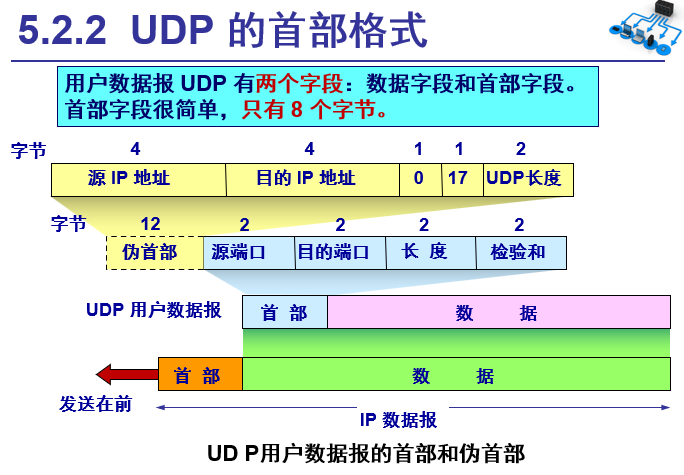 5.2.2 UDP 的首部格式
用户数据报 UDP 有两个字段：数据字段和首部字段。
首部字段很简单，只有 8 个字节。
字节 4 4 1 1 2
源 IP 地址 目的 IP 地址 0 17 UDP长度
字节 12 2 2 2 2
伪首部 源端口 目的端口 长 度 检验和
UDP 用户数据报 首 部 数 据
首 部 数 据
发送在前
IP 数据报
UD P用户数据报的首部和伪首部